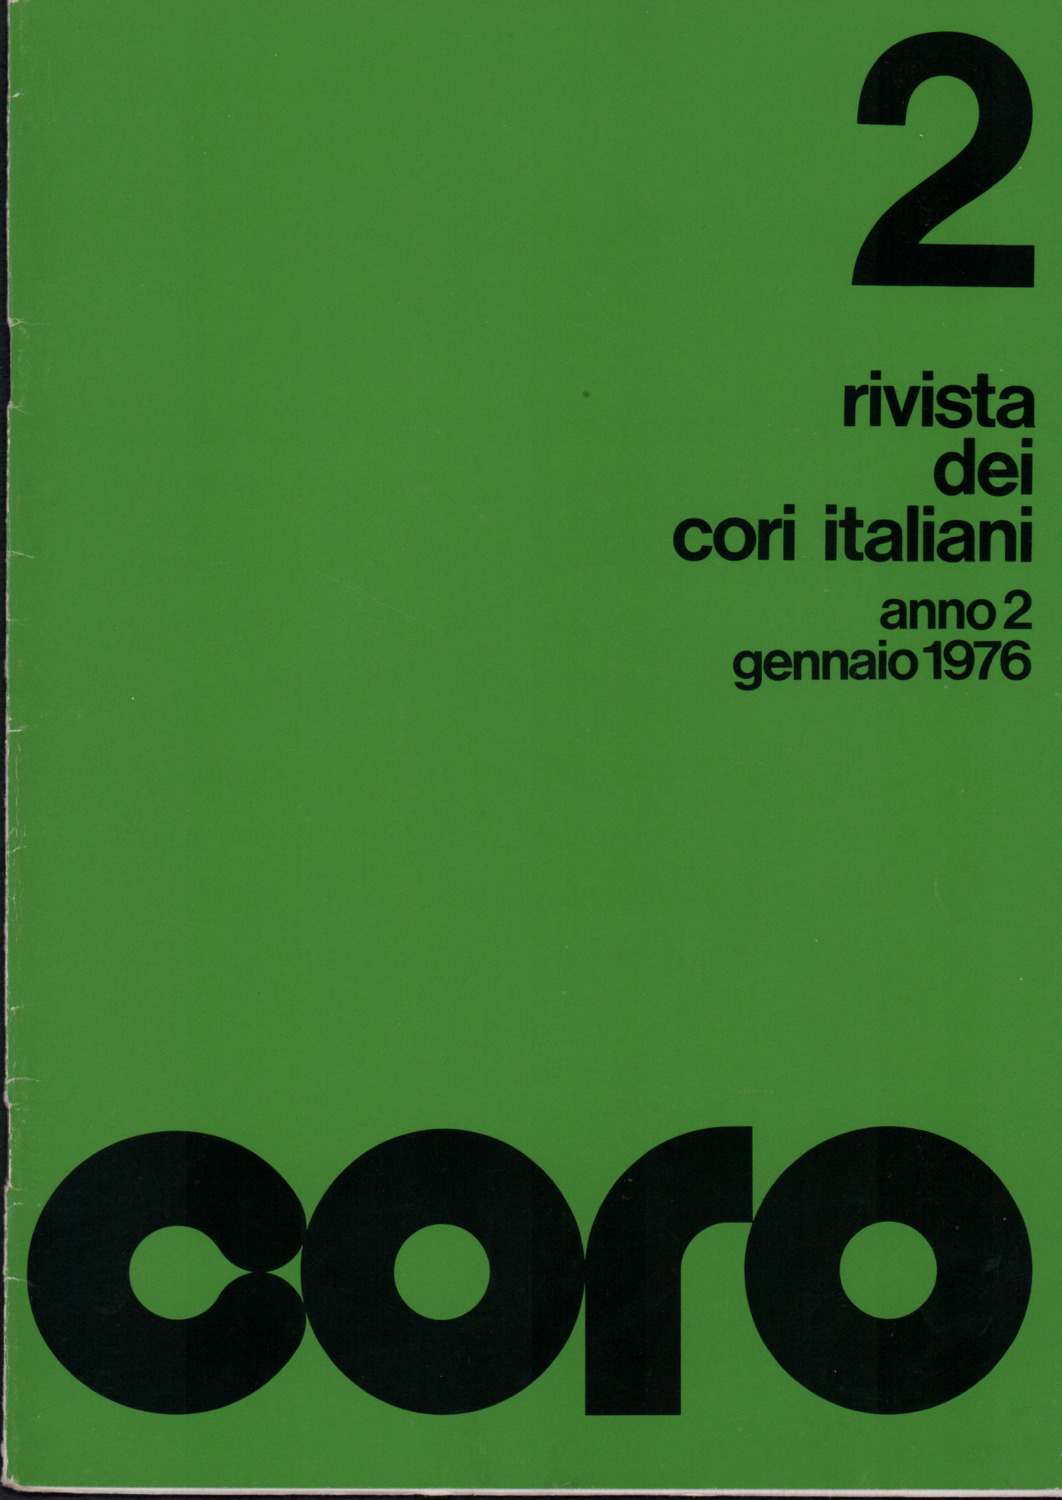 2
rivista
dei
cori italiani
anno 2
gennaio 1976
coro